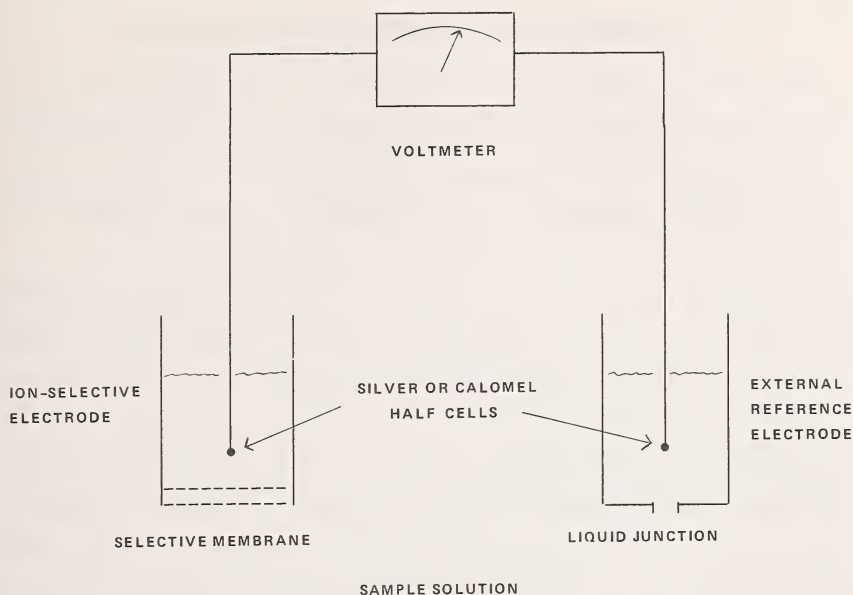 VOLTMETER
ION-SELECTIVE
ELECTRODE
SILVER OR CALOMEL
HALF CELLS
EXTERNAL
REFERENCE
ELECTRODE
SELECTIVE MEMBRANE
LIQUID JUNCTION
SAMPLE SOLUTION